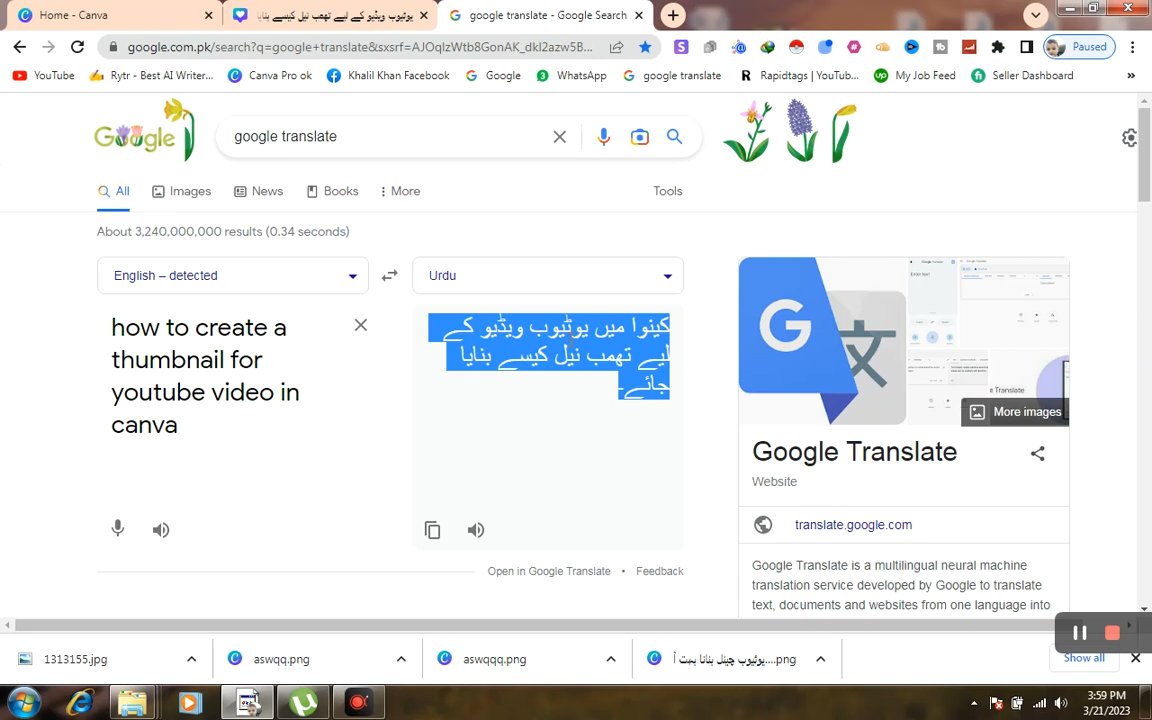 Home - Canva
یوٹیوب ویڈیو کے لیے تھمب نیل کیسے بنایا
google translate - Google Search
google.com.pk/search?q=google+translate&sxsrf=AJOqlzWtb8GonAK_dkl2azw5B...
Paused
YouTube
Rytr - Best AI Writer...
Canva Pro ok
Khalil Khan Facebook
Google
3
WhatsApp
google translate
Rapidtags | YouTub...
My Job Feed
Seller Dashboard
»
Google
google translate
All
Images
News
Books
More
Tools
About 3,240,000,000 results (0.34 seconds)
English – detected
Urdu
how to create a
thumbnail for
youtube video in
canva
کینوا میں یوٹیوب ویڈیو کے
لیے تھمب نیل کیسے بنایا
جائے۔
Open in Google Translate • Feedback
More images
Google Translate
Website
translate.google.com
Google Translate is a multilingual neural machine
translation service developed by Google to translate
text, documents and websites from one language into
1313155.jpg
aswqq.png
aswqqq.png
یوٹیوب چینل بنانا بہت آ....png
Show all
3:59 PM
3/21/2023